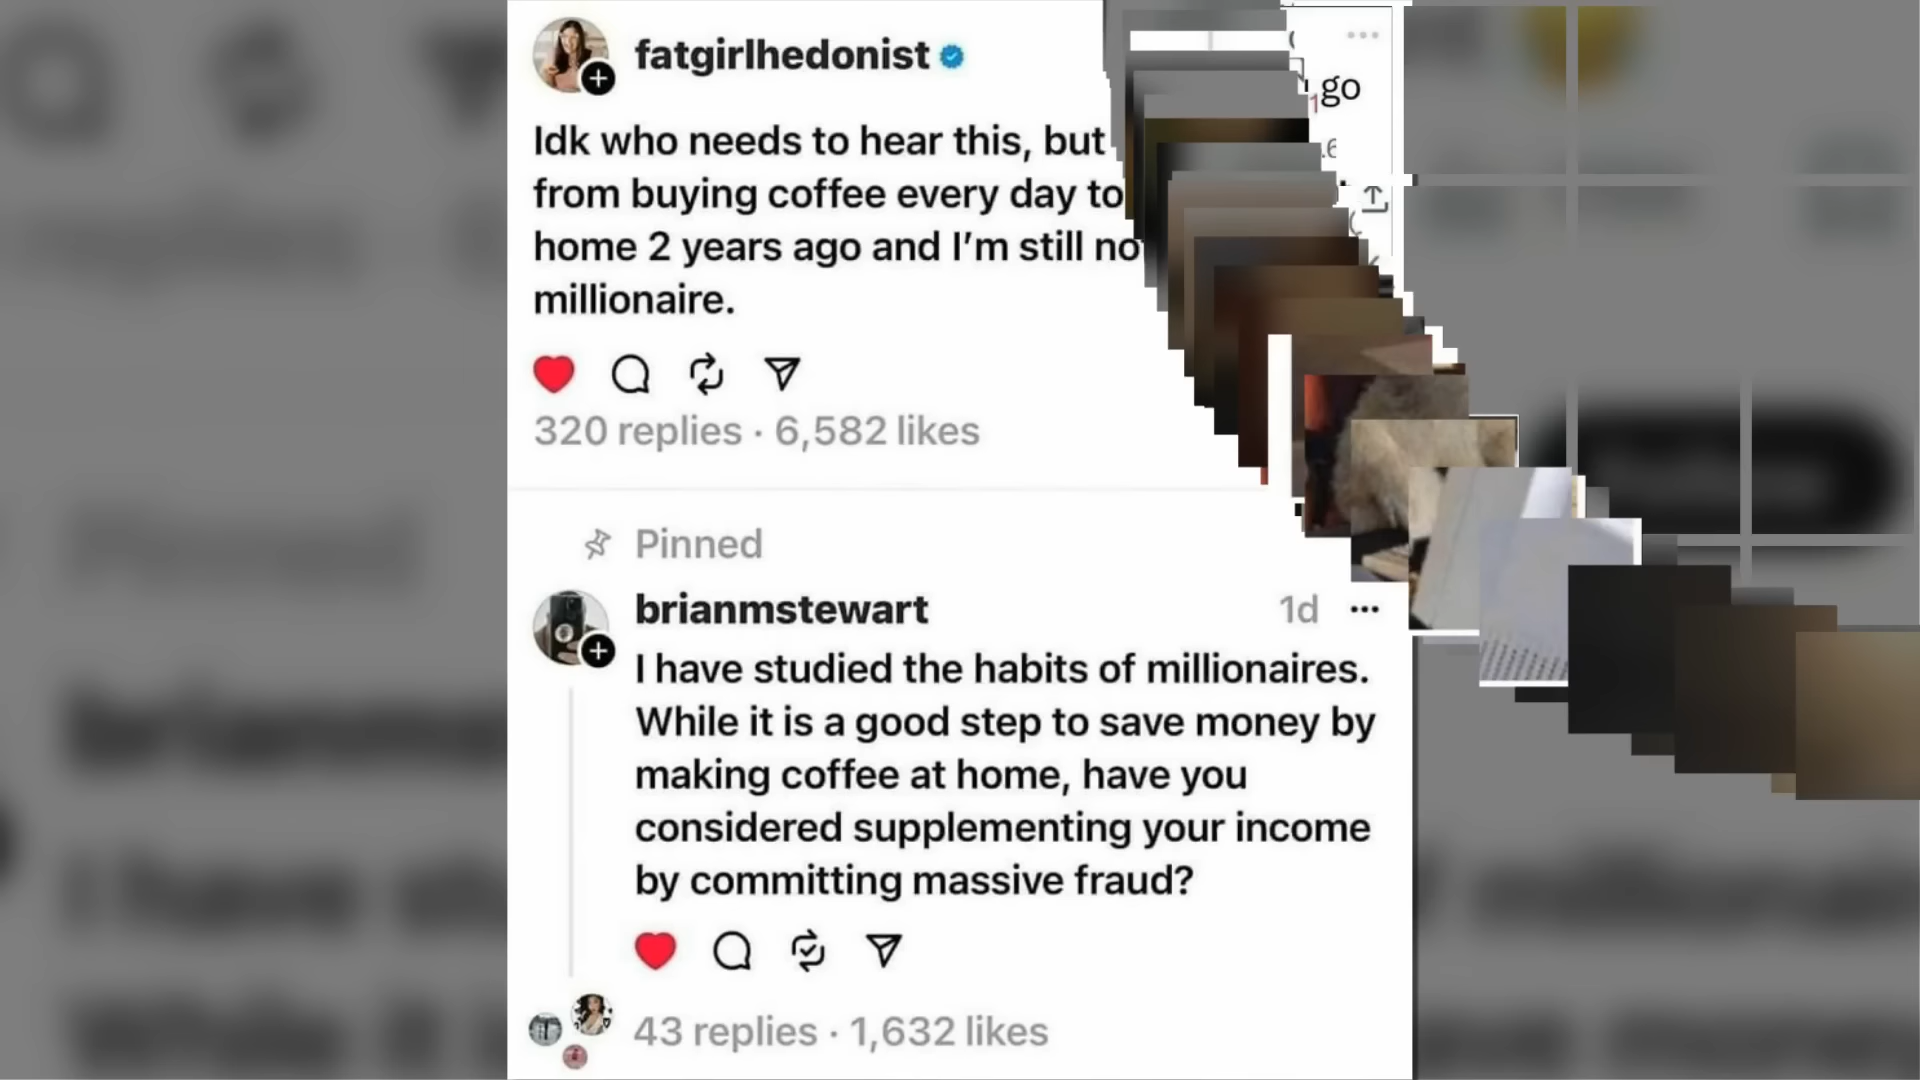 fatgirlhedonist
go
Idk who needs to hear this, but
from buying coffee every day to
home 2 years ago and I'm still no
millionaire.
320 replies · 6,582 likes
Pinned
brianmstewart 1d
I have studied the habits of millionaires.
While it is a good step to save money by
making coffee at home, have you
considered supplementing your income
by committing massive fraud?
43 replies · 1,632 likes